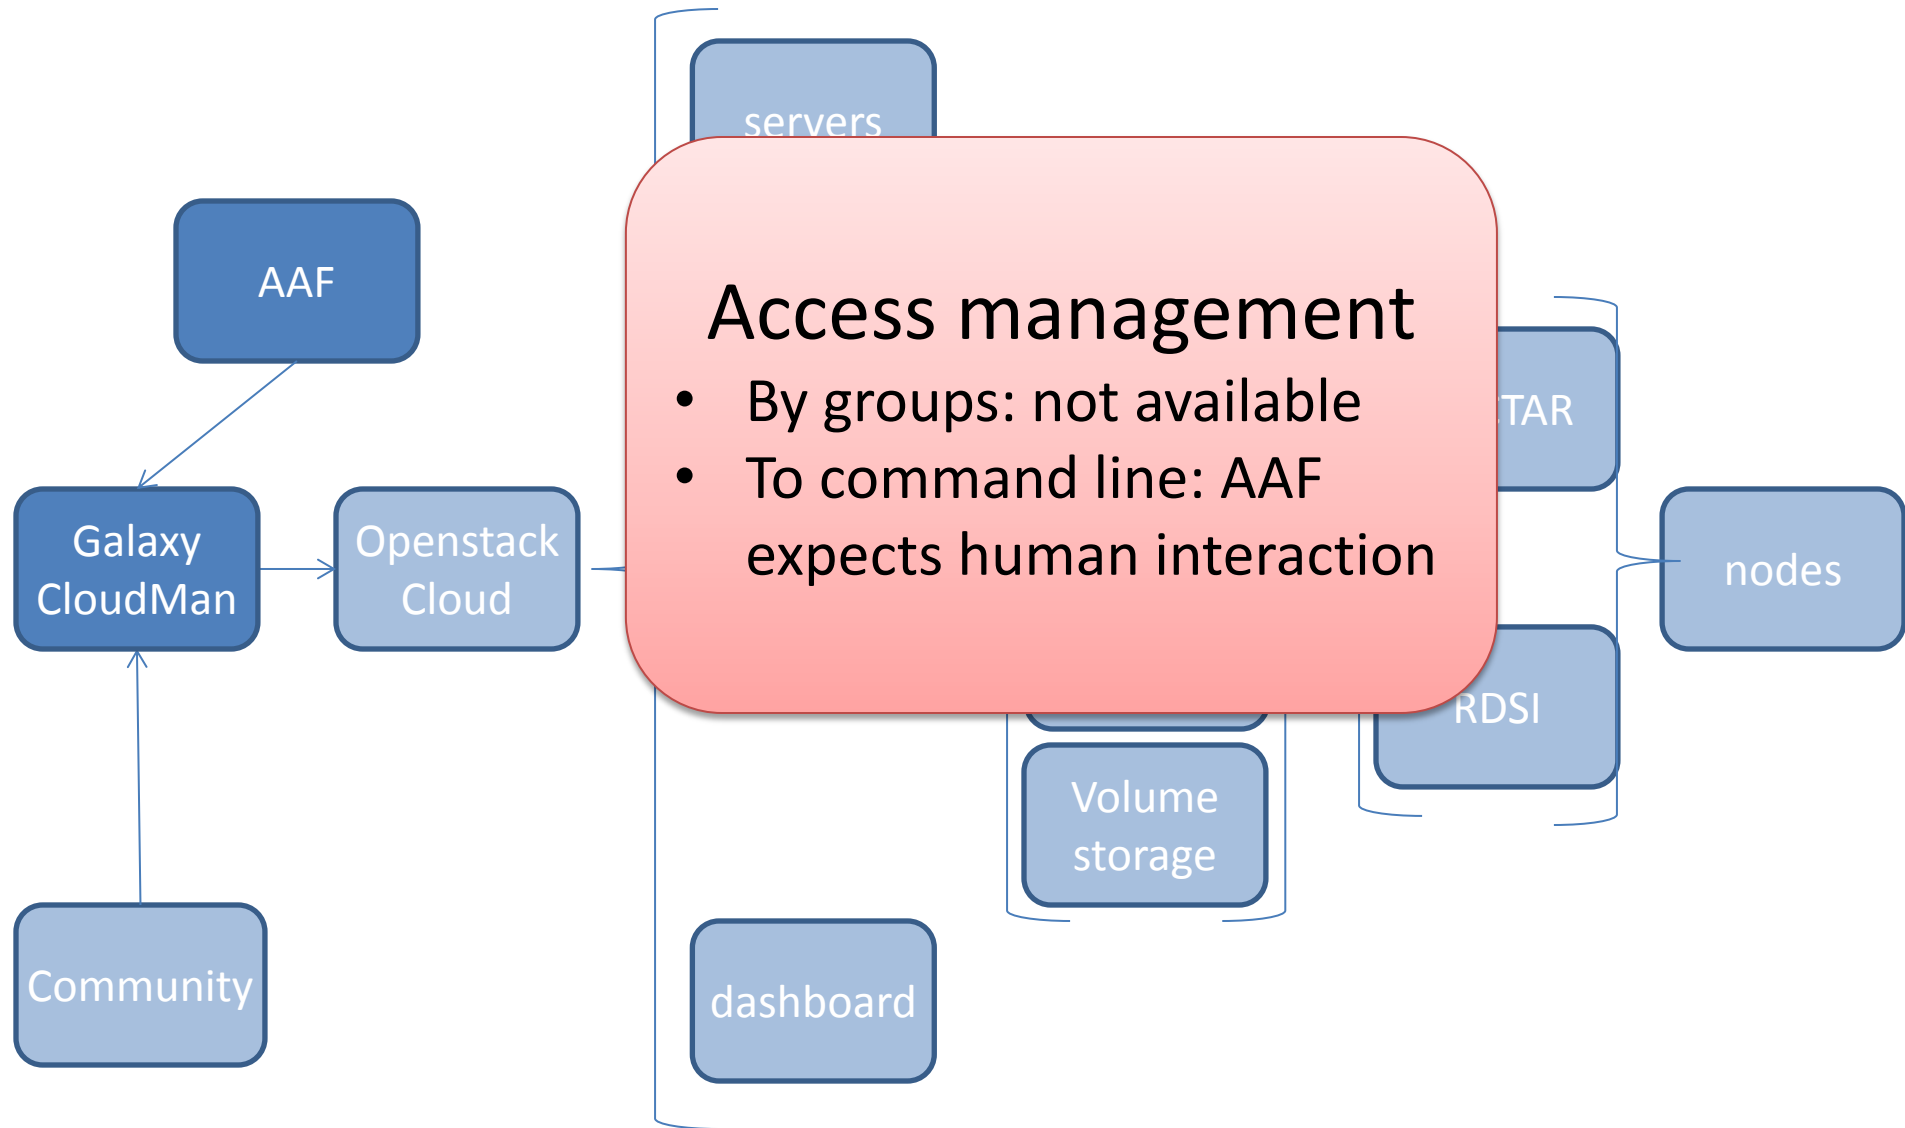 servers
AAF
Access management
• By groups: not available
• To command line: AAF
expects human interaction
TAR
Galaxy
CloudMan
Openstack
Cloud
nodes
RDSI
Volume
storage
Community
dashboard